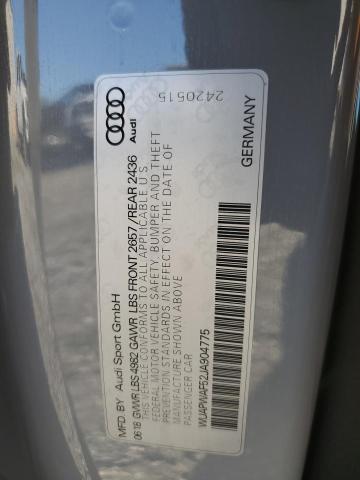 MFD. BY Audi Sport GmbH
06.18 GVWR LBS 4982 GAWR LBS FRONT 2657 / REAR 2436
THIS VEHICLE CONFORMS TO ALL APPLICABLE U.S.
FEDERAL MOTOR VEHICLE SAFETY, BUMPER AND THEFT
PREVENTION STANDARDS IN EFFECT ON THE DATE OF
MANUFACTURE SHOWN ABOVE
PASSENGER CAR
WUAPWAF52JA904775
Audi
2420515
GERMANY